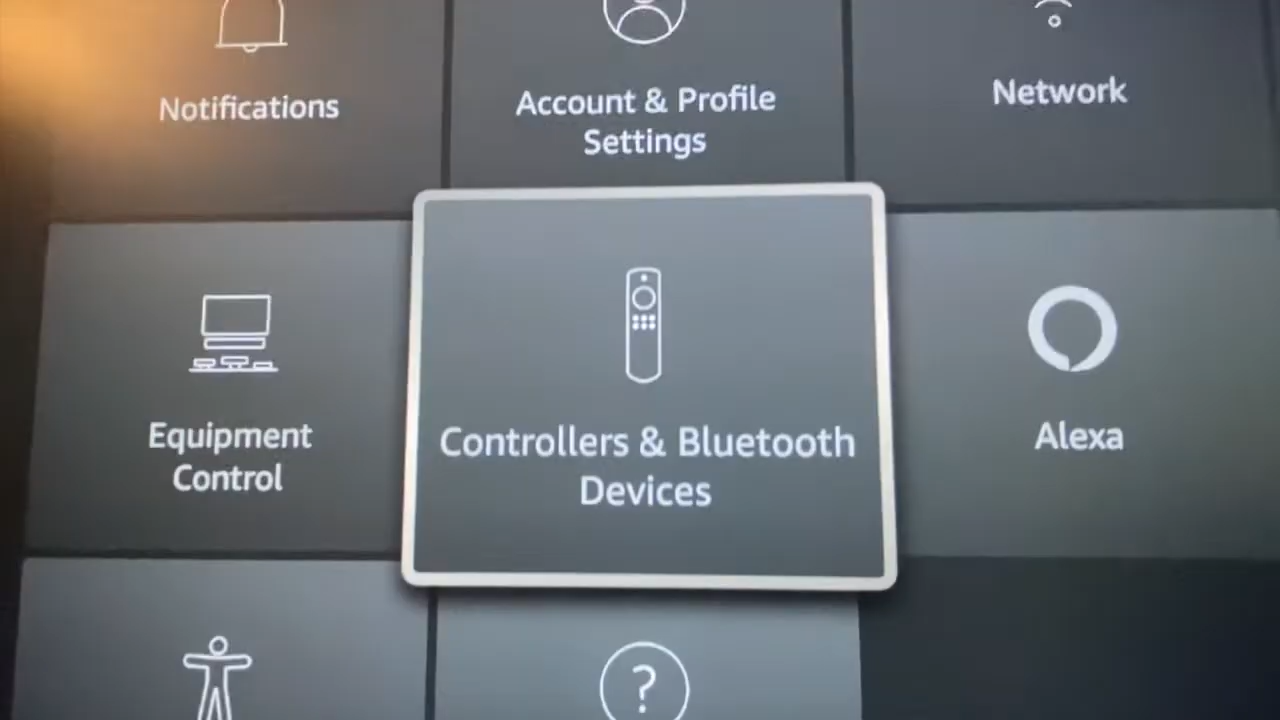 Notifications
Account & Profile
Settings
Network
Equipment
Control
Controllers & Bluetooth
Devices
Alexa
?